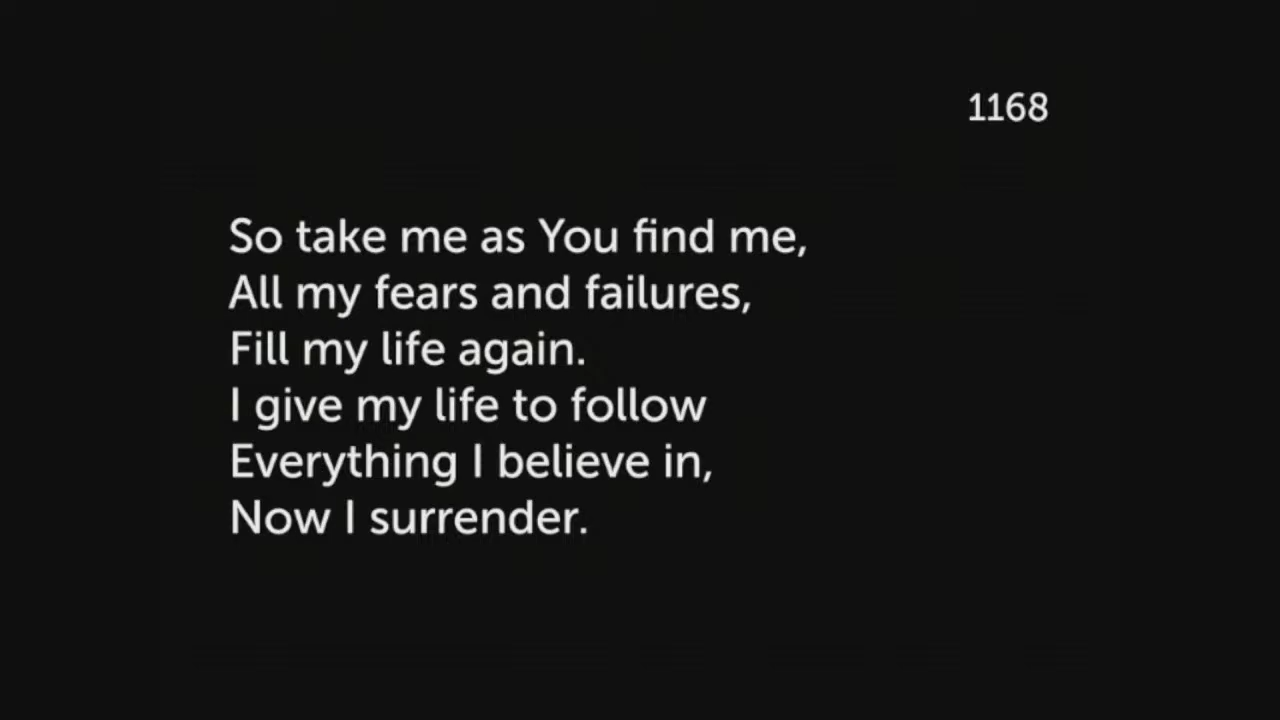 1168
So take me as You find me,
All my fears and failures,
Fill my life again.
I give my life to follow
Everything I believe in,
Now I surrender.